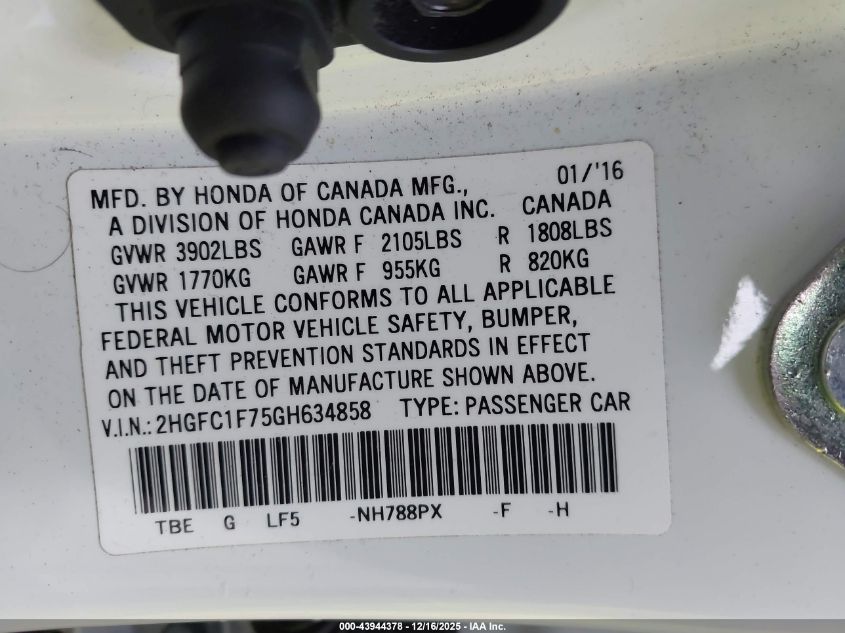 MFD. BY HONDA OF CANADA MFG., 01/'16
A DIVISION OF HONDA CANADA INC. CANADA
GVWR 3902LBS GAWR F 2105LBS R 1808LBS
GVWR 1770KG GAWR F 955KG R 820KG
THIS VEHICLE CONFORMS TO ALL APPLICABLE
FEDERAL MOTOR VEHICLE SAFETY, BUMPER,
AND THEFT PREVENTION STANDARDS IN EFFECT
ON THE DATE OF MANUFACTURE SHOWN ABOVE.
V.I.N.: 2HGFC1F75GH634858 TYPE: PASSENGER CAR
TBE G LF5 -NH788PX -F -H
000-43944378 - 12/16/2025 - IAA Inc.